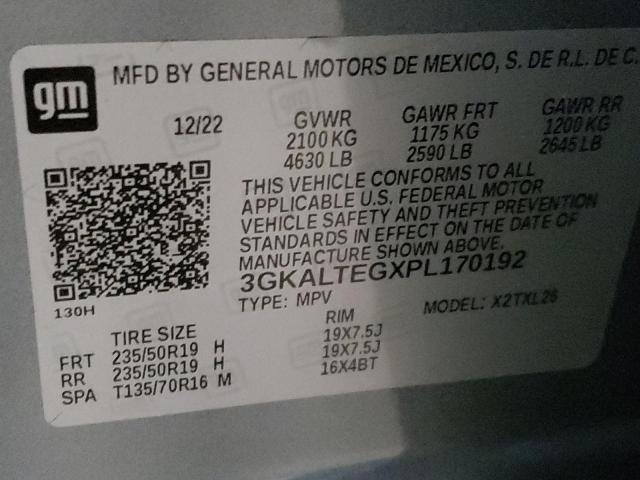 gm
MFD BY GENERAL MOTORS DE MEXICO, S. DE R.L. DE C.
12/22 GVWR GAWR FRT GAWR RR
2100 KG 1175 KG 1200 KG
4630 LB 2590 LB 2645 LB
THIS VEHICLE CONFORMS TO ALL
APPLICABLE U.S. FEDERAL MOTOR
VEHICLE SAFETY AND THEFT PREVENTION
STANDARDS IN EFFECT ON THE DATE OF
MANUFACTURE SHOWN ABOVE.
3GKALTEGXPL170192
130H
TYPE: MPV MODEL: X2TXL26
TIRE SIZE RIM
FRT 235/50R19 H 19X7.5J
RR 235/50R19 H 19X7.5J
SPA T135/70R16 M 16X4BT